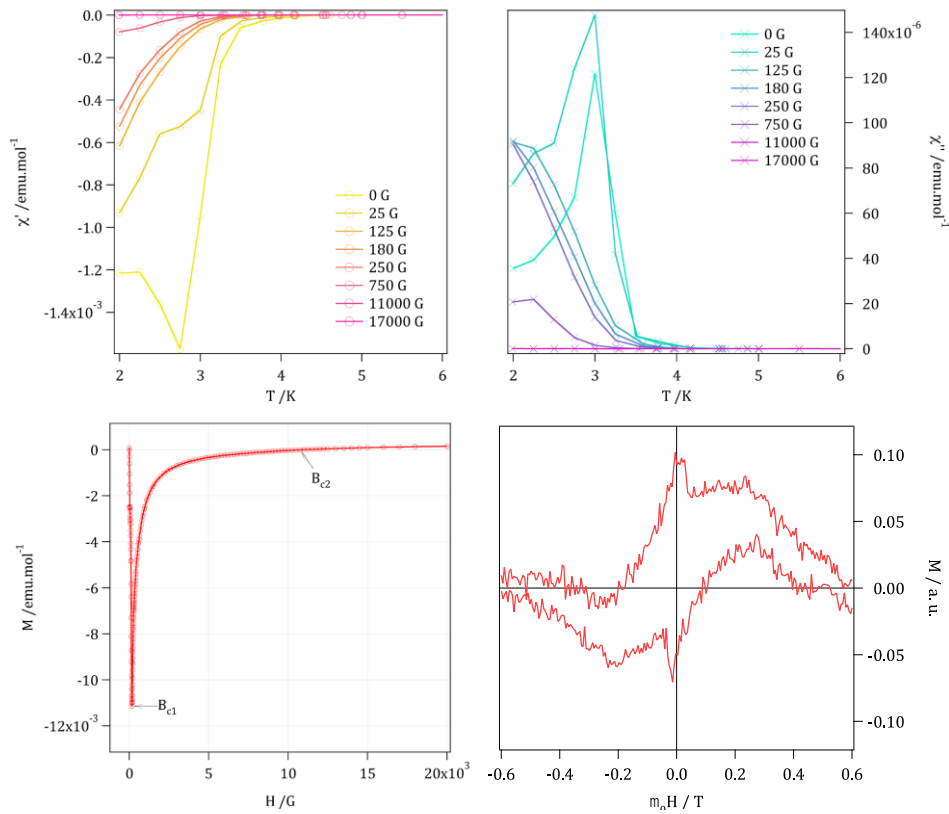 0.0
-0.2
-0.4
-0.6
-0.8
-1.0
-1.2
-1.4x10⁻³
χ' /emu.mol⁻¹
0 G
25 G
125 G
180 G
250 G
750 G
11000 G
17000 G
2 3 4 5 6
T/K
0 G
25 G
125 G
180 G
250 G
750 G
11000 G
17000 G
140x10⁻⁶
120
100
80
60
40
20
0
χ'' /emu.mol⁻¹
2 3 4 5 6
T/K
0
-2
-4
-6
-8
-10
-12x10⁻³
M /emu.mol⁻¹
B_c2
B_c1
0 5 10 15 20x10³
H /G
0.10
0.05
0.00
-0.05
-0.10
M / a. u.
-0.6 -0.4 -0.2 0.0 0.2 0.4 0.6
m₀H / T